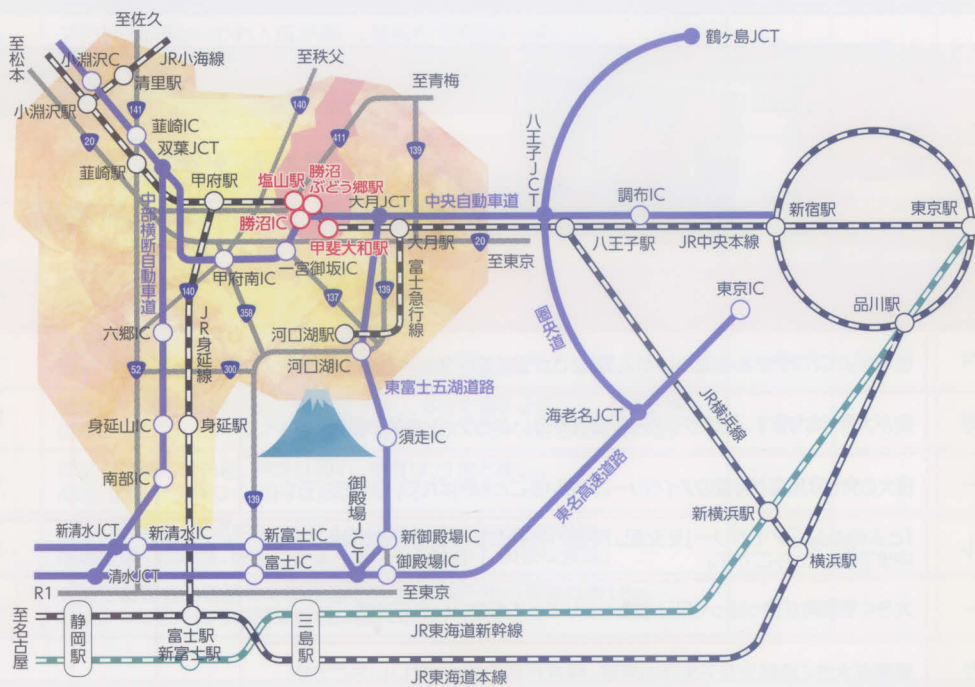 至佐久
至松本
小淵沢C
JR小海線
清里駅
小淵沢駅
20
141
韮崎IC
双葉JCT
韮崎駅
至秩父
140
至青梅
411
139
鶴ヶ島JCT
八王子JCT
甲府駅
塩山駅
勝沼
ぶどう郷駅
勝沼IC
甲斐大和駅
大月JCT
中央自動車道
調布IC
新宿駅
東京駅
大月駅
20
至東京
八王子駅
JR中央本線
中部横断自動車道
甲府南IC
一宮御坂IC
140
358
137
139
富士急行線
圏央道
東京IC
品川駅
JR身延線
六郷IC
河口湖駅
河口湖IC
52
300
東富士五湖道路
JR横浜線
身延山IC
身延駅
須走IC
海老名JCT
南部IC
139
御殿場JCT
東名高速道路
新横浜駅
新清水JCT
新清水IC
新富士IC
新御殿場IC
横浜駅
清水JCT
富士IC
御殿場IC
R1
至東京
至名古屋
静岡駅
富士駅
新富士駅
三島駅
JR東海道新幹線
JR東海道本線